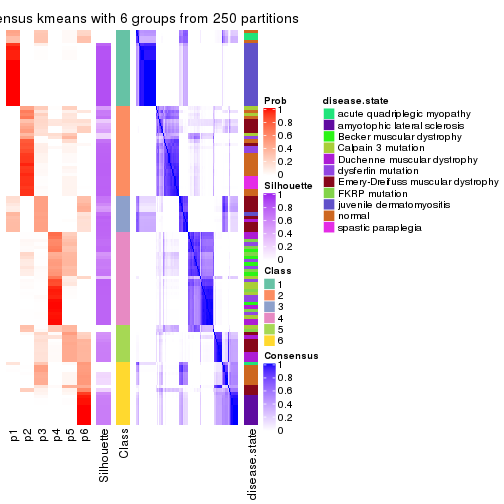 ensus kmeans with 6 groups from 250 partitions
Prob
1
0.8
0.6
0.4
0.2
0
Silhouette
1
0.8
0.6
0.4
0.2
0
Class
1
2
3
4
5
6
Consensus
1
0.8
0.6
0.4
0.2
0
disease.state
acute quadriplegic myopathy
amyotophic lateral sclerosis
Becker muscular dystrophy
Calpain 3 mutation
Duchenne muscular dystrophy
dysferlin mutation
Emery-Dreifuss muscular dystrophy
FKRP mutation
juvenile dermatomyositis
normal
spastic paraplegia
p1
p2
p3
p4
p5
p6
Silhouette
Class
disease.state